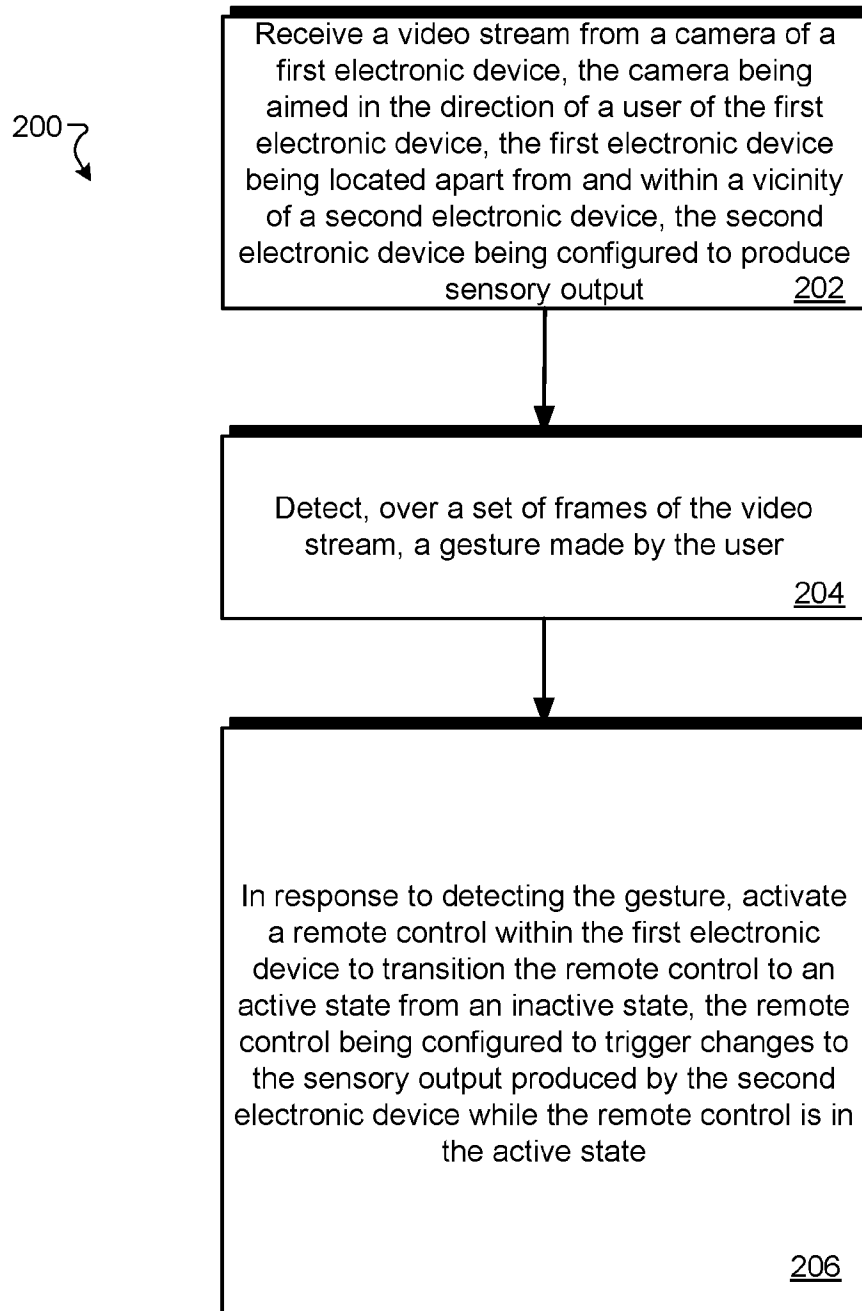 200
Receive a video stream from a camera of a
first electronic device, the camera being
aimed in the direction of a user of the first
electronic device, the first electronic device
being located apart from and within a vicinity
of a second electronic device, the second
electronic device being configured to produce
sensory output 202
Detect, over a set of frames of the video
stream, a gesture made by the user
204
In response to detecting the gesture, activate
a remote control within the first electronic
device to transition the remote control to an
active state from an inactive state, the remote
control being configured to trigger changes to
the sensory output produced by the second
electronic device while the remote control is in
the active state
206